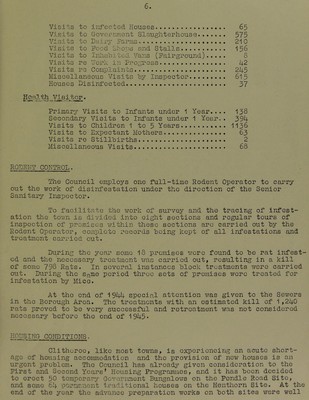 6.
Visits to Infected Houses................... 65
Visits to Government Slaughterhouse....... 575
Visits to Dairy Farms..................... 210
Visits to Food Shops and Stalls........... 156
Visits to Inhabited Vans (Fairground)..... 8
Visits re Work in Progress................ 42
Visits re Complaints...................... 245
Miscellaneous Visits by Inspector......... 615
Houses Disinfected........................ 37
Health Visitor.
Primary Visits to Infants under 1 Year.... 138
Secondary Visits to Infants under 1 Year.. 394
Visits to Children 1 to 5 Years........... 1136
Visits to Expectant Mothers............... 63
Visits re Stillbirths..................... 2
Miscellaneous Visits...................... 68
RODENT CONTROL.
The Council employs one full-time Rodent Operator to carry
out the work of disinfestation under the direction of the Senior
Sanitary Inspector.
To facilitate the work of survey and the tracing of infest-
ation the town is divided into eight sections and regular tours of
inspection of premises within these sections are carried out by the
Rodent Operator, complete records being kept of all infestations and
treatment carried out.
During the year some 40 premises were found to be rat infest-
ed and the necessary treatment was carried out, resulting in a kill
of some 738 Rats. In several instances block treatments were carried
out. During the same period three sets of premises were treated for
infestation by Mice.
At the end of 1944 special attention was given to the Sewers
in the Borough Area. The treatments with an estimated kill of 1,240
rats proved to be very successful and retreatment was not considered
necessary before the end of 1945.
HOUSING CONDITIONS.
Clitheroe, like most towns, is experiencing an acute short-
age of housing accommodation and the provision of new houses is an
urgent problem. The Council has already given consideration to the
First and Second Years' Housing Programmes, and it has been decided
to erect 50 temporary Government Bungalows on the Pendle Road Site,
and some permanent traditional houses on the Henthorn Site. At the
end of the year the advance preparation works on both sites were well